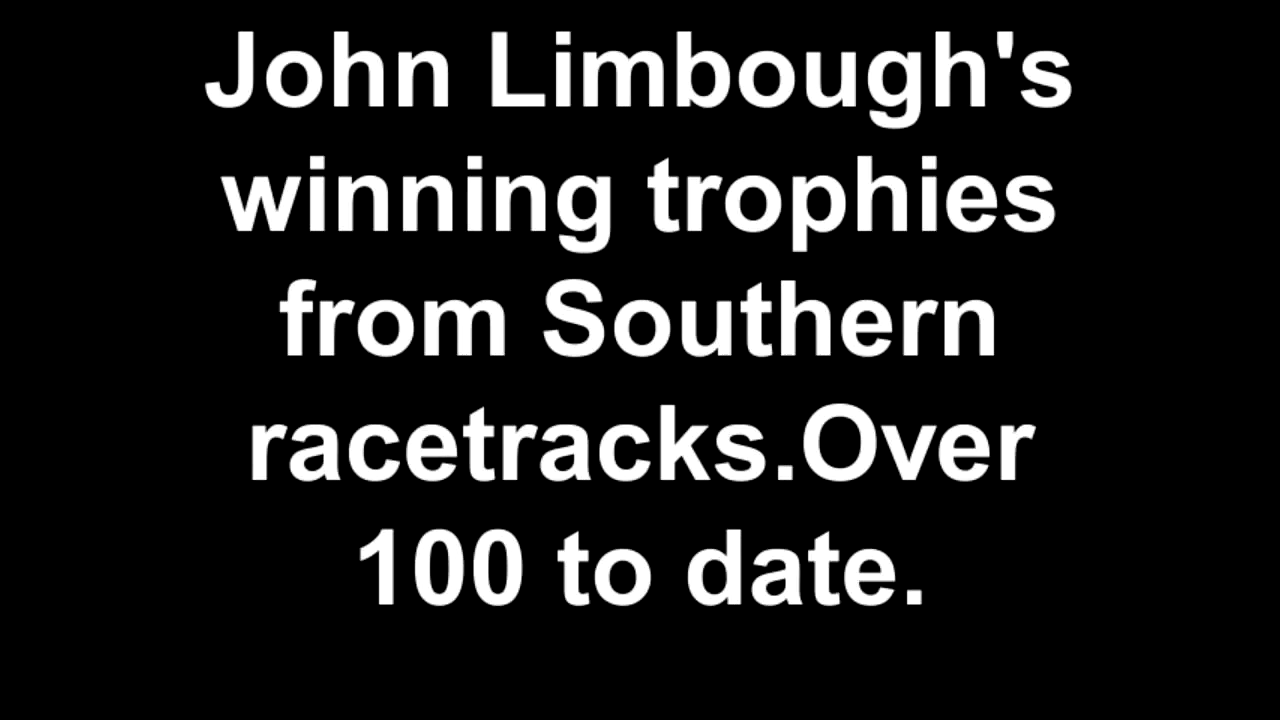 John Limbough's
winning trophies
from Southern
racetracks.Over
100 to date.